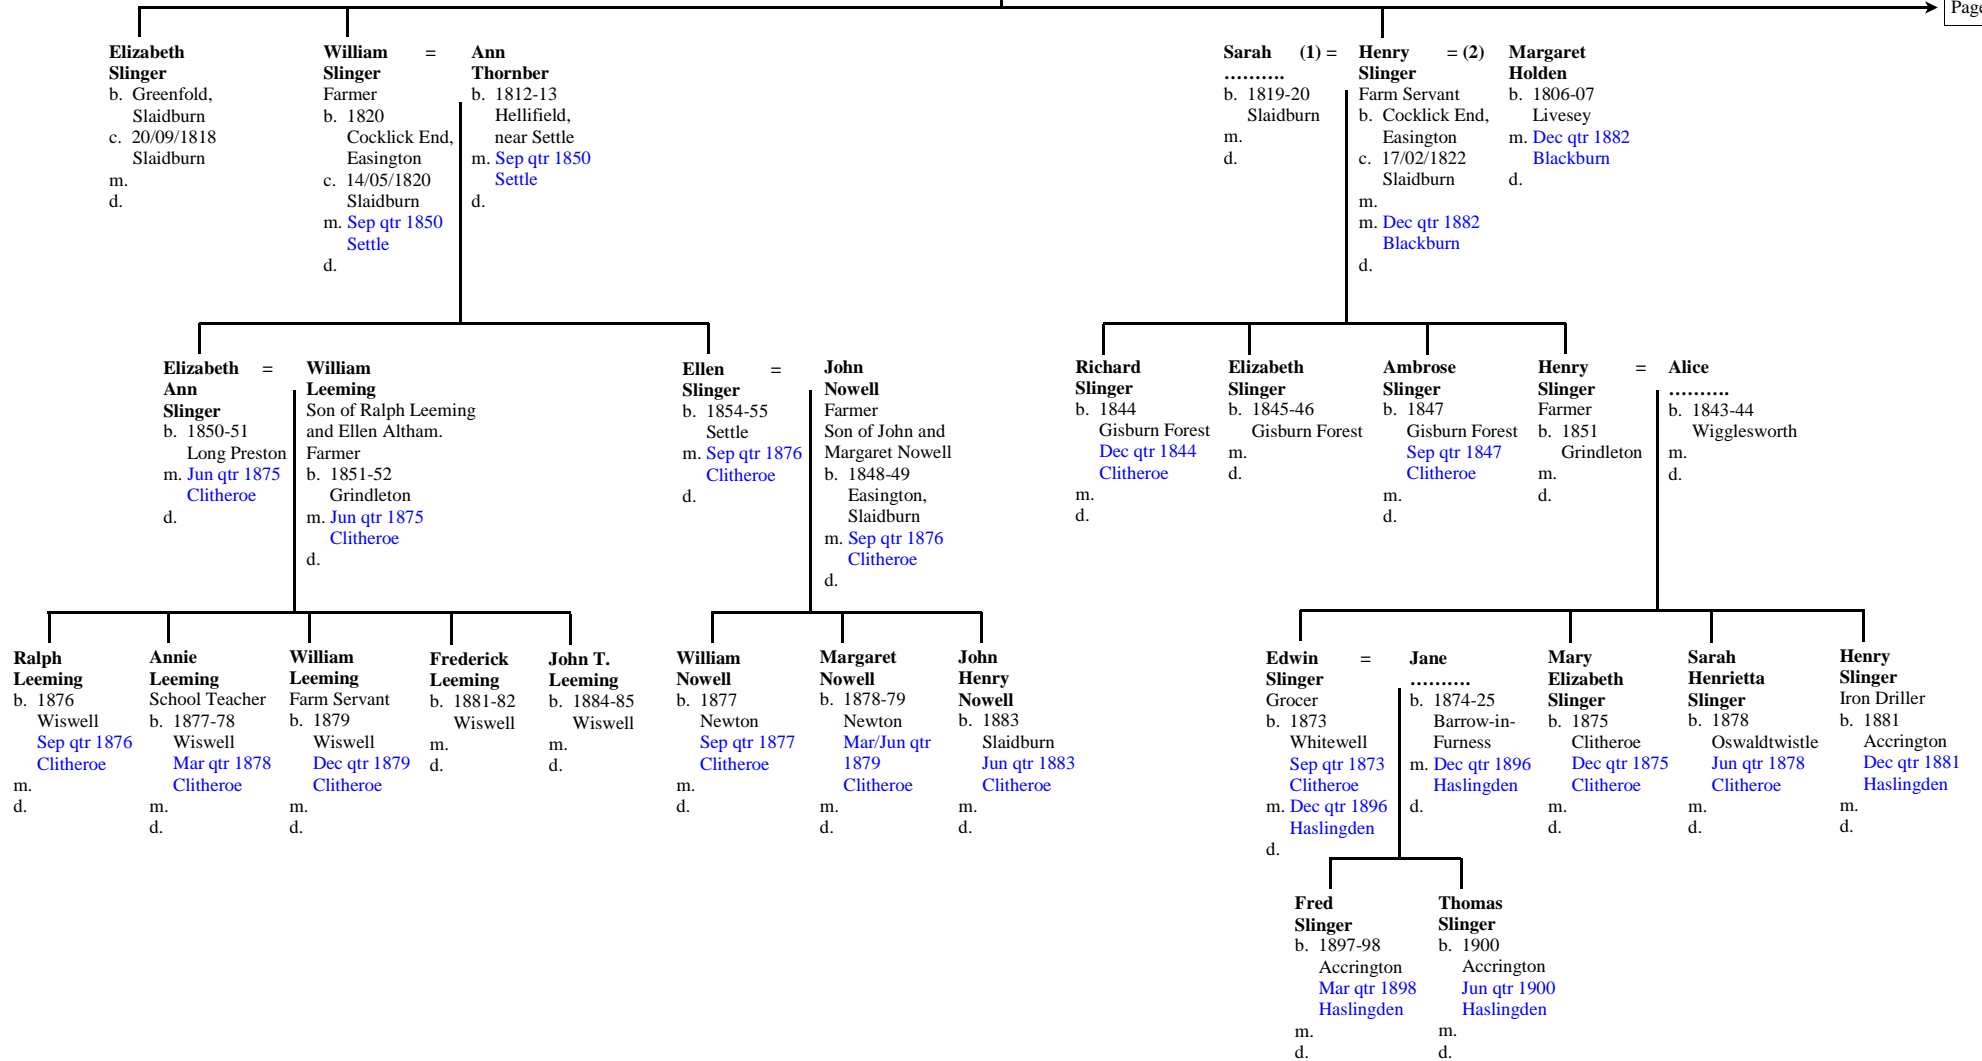 Page
Elizabeth
Slinger
b. Greenfold,
Slaidburn
c. 20/09/1818
Slaidburn
m.
d.
William =
Slinger
Farmer
b. 1820
Cocklick End,
Easington
c. 14/05/1820
Slaidburn
m. Sep qtr 1850
Settle
d.
Ann
Thornber
b. 1812-13
Hellifield,
near Settle
m. Sep qtr 1850
Settle
d.
Sarah (1) =
..........
b. 1819-20
Slaidburn
m.
d.
Henry = (2)
Slinger
Farm Servant
b. Cocklick End,
Easington
c. 17/02/1822
Slaidburn
m.
m. Dec qtr 1882
Blackburn
d.
Margaret
Holden
b. 1806-07
Livesey
m. Dec qtr 1882
Blackburn
d.
Elizabeth =
Ann
Slinger
b. 1850-51
Long Preston
m. Jun qtr 1875
Clitheroe
d.
William
Leeming
Son of Ralph Leeming
and Ellen Altham.
Farmer
b. 1851-52
Grindleton
m. Jun qtr 1875
Clitheroe
d.
Ellen =
Slinger
b. 1854-55
Settle
m. Sep qtr 1876
Clitheroe
d.
John
Nowell
Farmer
Son of John and
Margaret Nowell
b. 1848-49
Easington,
Slaidburn
m. Sep qtr 1876
Clitheroe
d.
Richard
Slinger
b. 1844
Gisburn Forest
Dec qtr 1844
Clitheroe
m.
d.
Elizabeth
Slinger
b. 1845-46
Gisburn Forest
m.
d.
Ambrose
Slinger
b. 1847
Gisburn Forest
Sep qtr 1847
Clitheroe
m.
d.
Henry =
Slinger
Farmer
b. 1851
Grindleton
m.
d.
Alice
..........
b. 1843-44
Wigglesworth
m.
d.
Ralph
Leeming
b. 1876
Wiswell
Sep qtr 1876
Clitheroe
m.
d.
Annie
Leeming
School Teacher
b. 1877-78
Wiswell
Mar qtr 1878
Clitheroe
m.
d.
William
Leeming
Farm Servant
b. 1879
Wiswell
Dec qtr 1879
Clitheroe
m.
d.
Frederick
Leeming
b. 1881-82
Wiswell
m.
d.
John T.
Leeming
b. 1884-85
Wiswell
m.
d.
William
Nowell
b. 1877
Newton
Sep qtr 1877
Clitheroe
m.
d.
Margaret
Nowell
b. 1878-79
Newton
Mar/Jun qtr
1879
Clitheroe
m.
d.
John
Henry
Nowell
b. 1883
Slaidburn
Jun qtr 1883
Clitheroe
m.
d.
Edwin =
Slinger
Grocer
b. 1873
Whitewell
Sep qtr 1873
Clitheroe
m. Dec qtr 1896
Haslingden
d.
Jane
..........
b. 1874-25
Barrow-in-
Furness
m. Dec qtr 1896
Haslingden
d.
Mary
Elizabeth
Slinger
b. 1875
Clitheroe
Dec qtr 1875
Clitheroe
m.
d.
Sarah
Henrietta
Slinger
b. 1878
Oswaldtwistle
Jun qtr 1878
Clitheroe
m.
d.
Henry
Slinger
Iron Driller
b. 1881
Accrington
Dec qtr 1881
Haslingden
m.
d.
Fred
Slinger
b. 1897-98
Accrington
Mar qtr 1898
Haslingden
m.
d.
Thomas
Slinger
b. 1900
Accrington
Jun qtr 1900
Haslingden
m.
d.